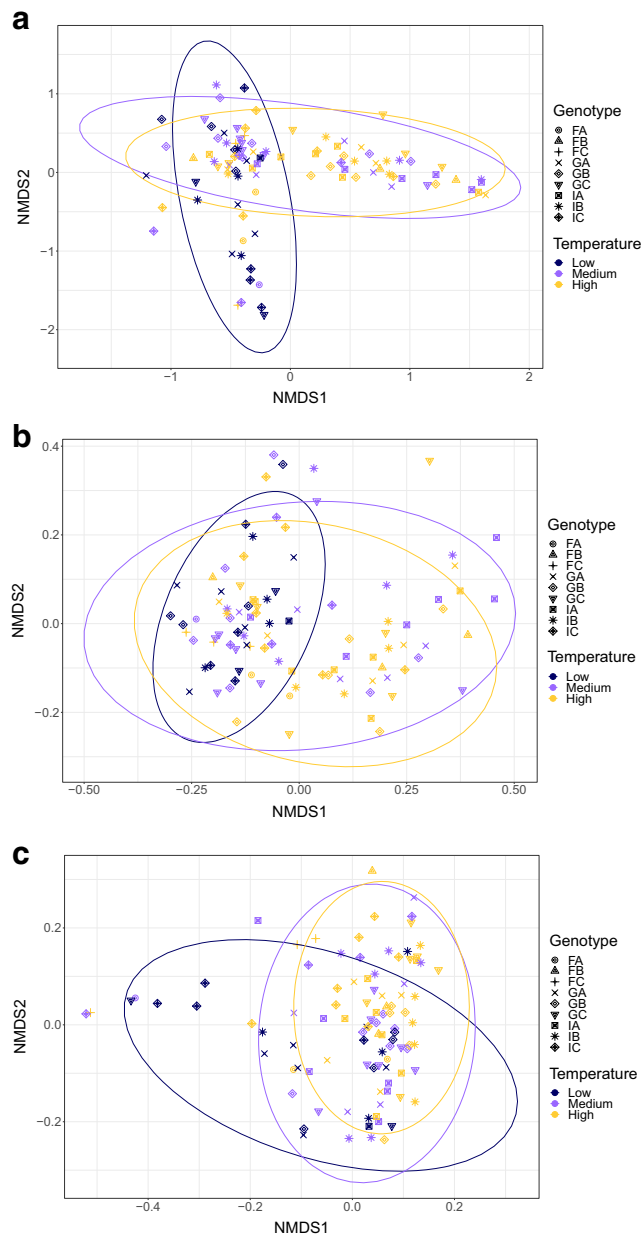 a
1
0
−1
−2
NMDS2
−1
0
1
2
NMDS1
Genotype
FA
FB
FC
GA
GB
GC
IA
IB
IC
Temperature
Low
Medium
High
b
0.4
0.2
0.0
−0.2
NMDS2
−0.50
−0.25
0.00
0.25
0.50
NMDS1
Genotype
FA
FB
FC
GA
GB
GC
IA
IB
IC
Temperature
Low
Medium
High
c
0.2
0.0
−0.2
NMDS2
−0.4
−0.2
0.0
0.2
NMDS1
Genotype
FA
FB
FC
GA
GB
GC
IA
IB
IC
Temperature
Low
Medium
High